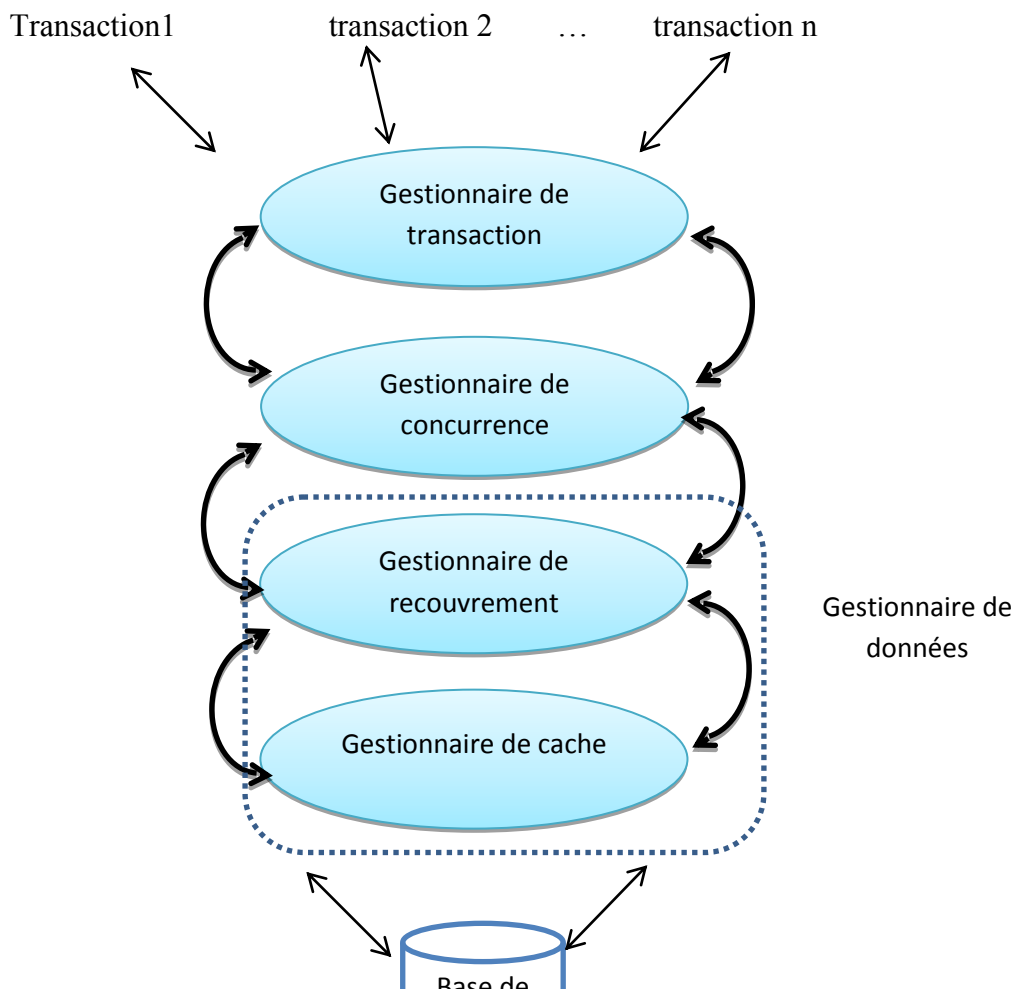 Transaction1 transaction 2 … transaction n
Gestionnaire de
transaction
Gestionnaire de
concurrence
Gestionnaire de
recouvrement
Gestionnaire de
données
Gestionnaire de cache
Base de